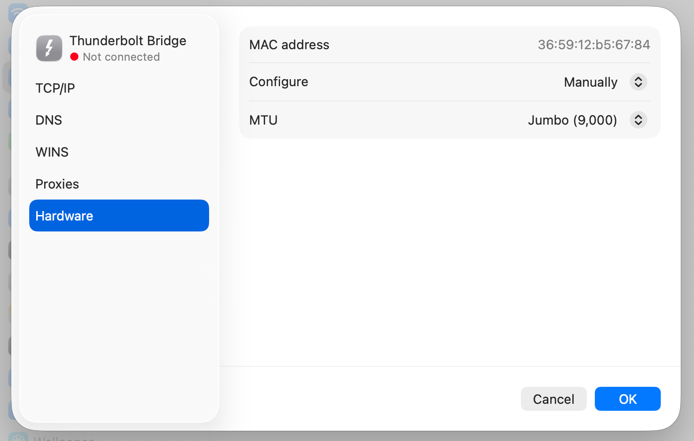 Thunderbolt Bridge
Not connected
TCP/IP
DNS
WINS
Proxies
Hardware
MAC address 36:59:12:b5:67:84
Configure Manually
MTU Jumbo (9,000)
Cancel OK
Wallpaper